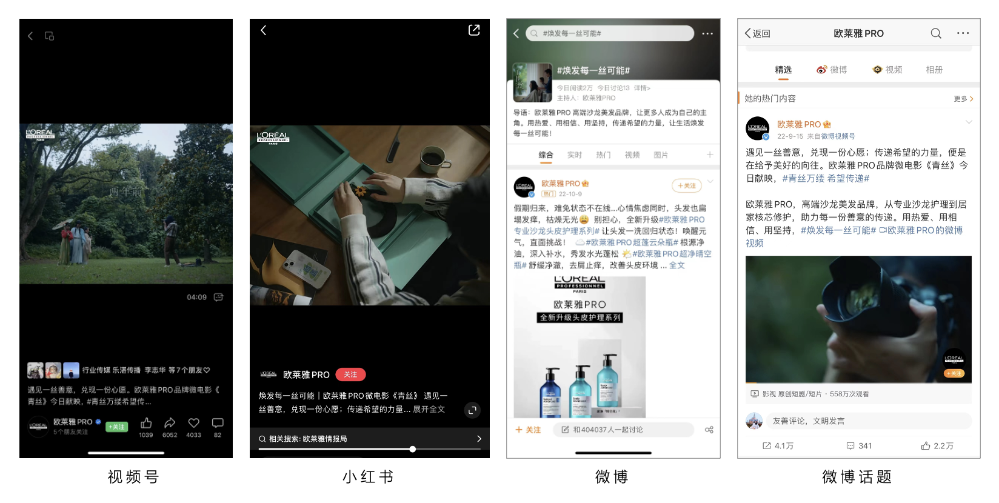 L'ORÉAL
PROFESSIONNEL
PARIS
两年前
04:09
行业传媒 乐湛传播 李志华 等7个朋友♡
遇见一丝善意，兑现一份心愿。欧莱雅PRO品牌微电影《
青丝》今日献映，#青丝万缕希望传...
欧莱雅PRO
5个朋友关注
+关注
1039
6052
4033
82
视频号
L'ORÉAL
PROFESSIONNEL
PARIS
欧莱雅PRO
关注
焕发每一丝可能｜欧莱雅PRO微电影《青丝》 遇见一
丝善意，兑现一份心愿；传递希望的力量... 展开全文
相关搜索: 欧莱雅情报局
小红书
#焕发每一丝可能#
#焕发每一丝可能#
今日阅读2万 今日讨论13 详情>
主持人：欧莱雅PRO
导语：欧莱雅PRO 高端沙龙美发品牌，让更多人成为自己的主
角。用热爱、用相信、用坚持，传递希望的力量，让生活焕发
每一丝可能！
综合 实时 热门 视频 图片
欧莱雅PRO
热门 22-10-9
+关注
假期归来，难免状态不在线...心情焦虑同时，头发也扁
塌发痒，枯燥无光😩 别担心，全新升级#欧莱雅PRO
专业沙龙头皮护理系列# 让头发一洗回归状态！唤醒元
气，直面挑战！ ☁️#欧莱雅PRO超蓬云朵瓶# 根源净
油，深入补水，秀发水光蓬松 🌤#欧莱雅PRO超净晴空
瓶# 舒缓净澈，去屑止痒，改善头皮环境 ... 全文
L'ORÉAL
PROFESSIONNEL
PARIS
欧莱雅PRO
全新升级头皮护理系列
+ 关注
和404037人一起讨论
微博
返回
欧莱雅PRO
精选 微博 视频 相册
她的热门内容
更多 >
欧莱雅PRO
22-9-15 来自微博视频号
遇见一丝善意，兑现一份心愿；传递希望的力量，便是
在给予美好的向往。欧莱雅PRO品牌微电影《青丝》今
日献映，#青丝万缕 希望传递#
欧莱雅PRO，高端沙龙美发品牌，从专业沙龙护理到居
家核芯修护，助力每一份善意的传递。用热爱、用相
信、用坚持，#焕发每一丝可能# 欧莱雅PRO的微博
视频
+关注
影视 原创短剧/短片 · 558万次观看
友善评论，文明发言
4.1万
341
2.2万
微博话题